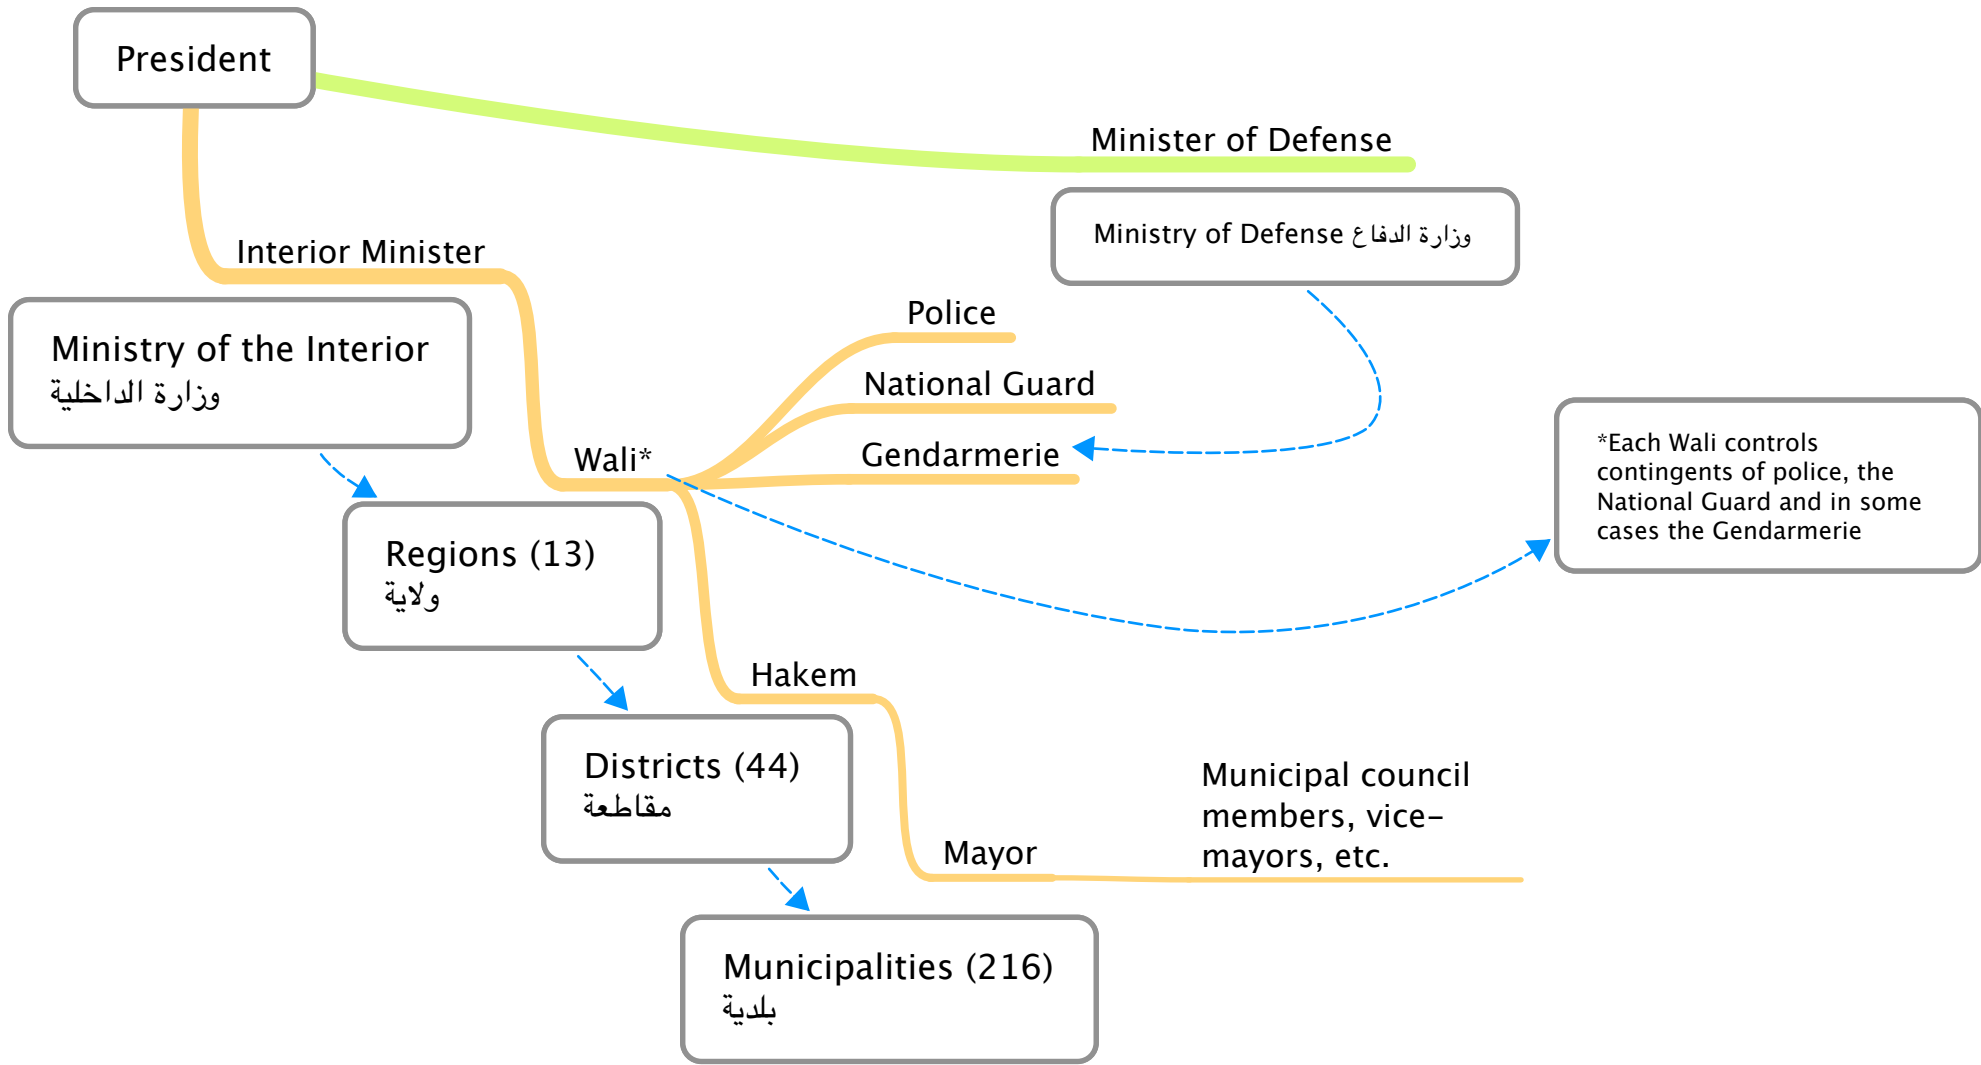 President
Minister of Defense
Ministry of Defense وزارة الدفاع
Interior Minister
Ministry of the Interior
وزارة الداخلية
Police
National Guard
Gendarmerie
Wali*
*Each Wali controls
contingents of police, the
National Guard and in some
cases the Gendarmerie
Regions (13)
ولاية
Hakem
Districts (44)
مقاطعة
Municipal council
members, vice-
mayors, etc.
Mayor
Municipalities (216)
بلدية